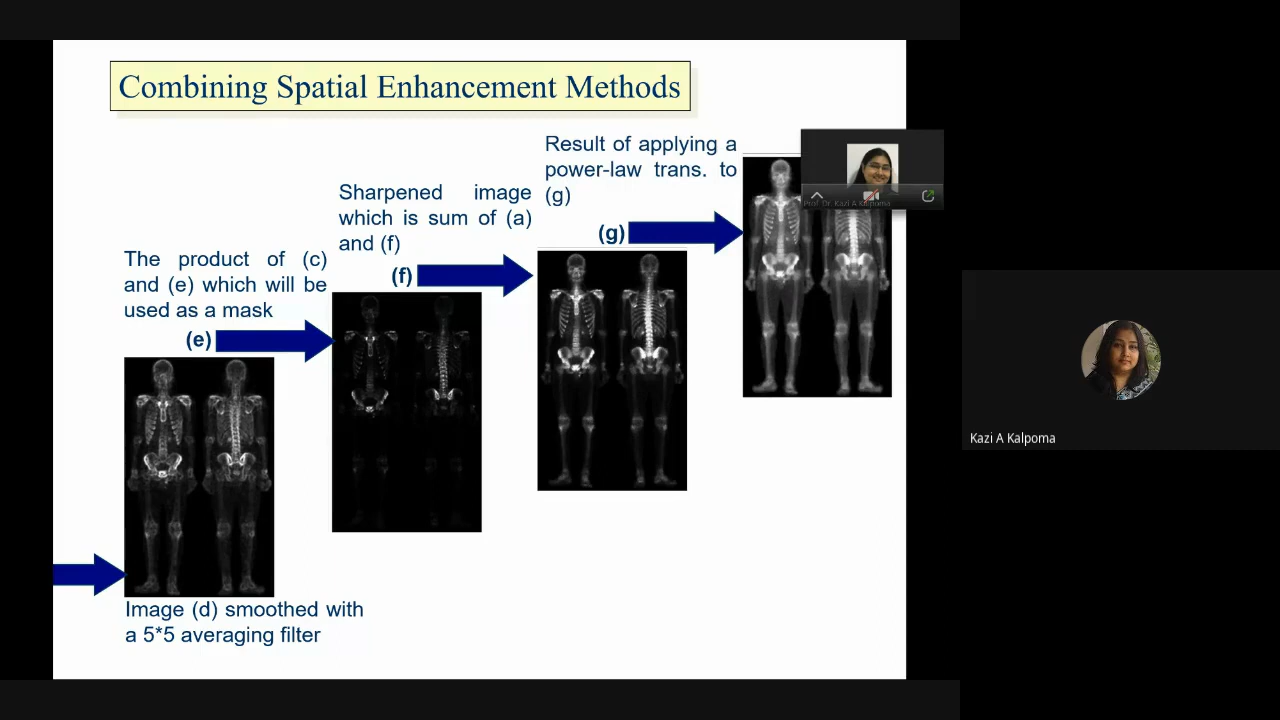 Combining Spatial Enhancement Methods
Result of applying a
power-law trans. to
(g)
Sharpened image
which is sum of (a)
and (f)
(g)
The product of (c)
and (e) which will be
used as a mask
(f)
(e)
Image (d) smoothed with
a 5*5 averaging filter
Prof. Dr. Kazi A Kalpoma
Kazi A Kalpoma